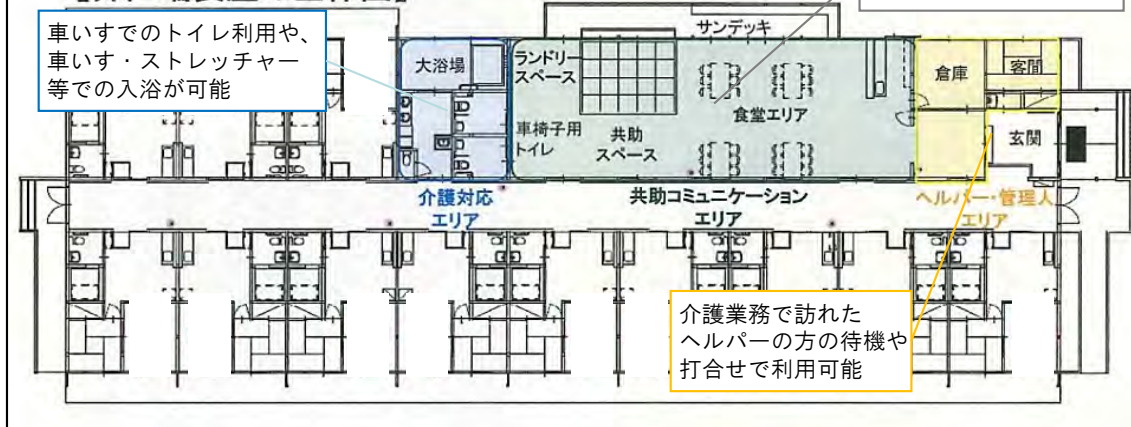 車いすでのトイレ利用や、
車いす・ストレッチャー
等での入浴が可能
サンデッキ
大浴場
ランドリー
スペース
車椅子用
トイレ
共助
スペース
食堂エリア
倉庫
客間
玄関
介護対応
エリア
共助コミュニケーション
エリア
ヘルパー・管理人
エリア
介護業務で訪れた
ヘルパーの方の待機や
打合せで利用可能